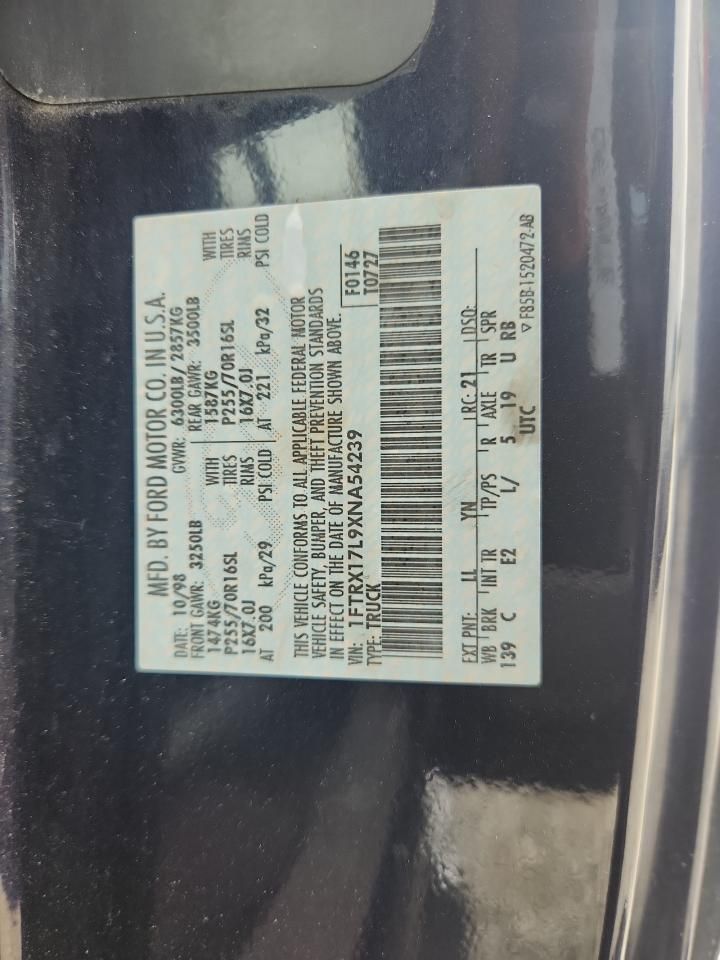 MFD. BY FORD MOTOR CO. IN U.S.A.
DATE: 10/98 GVWR: 6300LB/ 2857KG
FRONT GAWR: 3250LB REAR GAWR: 3500LB
1474KG WITH 1587KG WITH
P255/70R16SL TIRES P255/70R16SL TIRES
16X7.0J RIMS 16X7.0J RIMS
AT 200 kPa/29 PSI COLD AT 221 kPa/32 PSI COLD
THIS VEHICLE CONFORMS TO ALL APPLICABLE FEDERAL MOTOR
VEHICLE SAFETY, BUMPER, AND THEFT PREVENTION STANDARDS
IN EFFECT ON THE DATE OF MANUFACTURE SHOWN ABOVE.
VIN: 1FTRX17L9XNA54239 F0146
TYPE: TRUCK T0727
EXT PNT: LL YN RC: 21 DSO:
WB BRK INT TR TP/PS R AXLE TR SPR
139 C E2 L/ 5 19 U RB
UTC
▽ F85B-1520472-AB